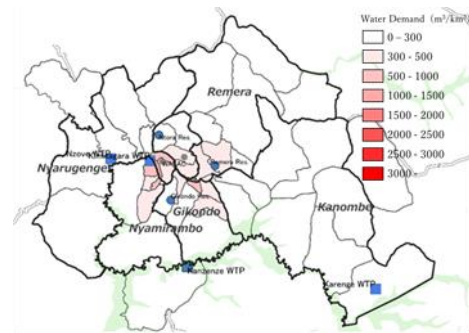 Water Demand (m³/km²)
0 – 300
300 - 500
500 - 1000
1000 - 1500
1500 - 2000
2000 - 2500
2500 - 3000
3000 -
Remera
Nzove WTP
Nyarugenge
Gikondo
Nyamirambo
Kanombe
Kanzenze WTP
Karenge WTP